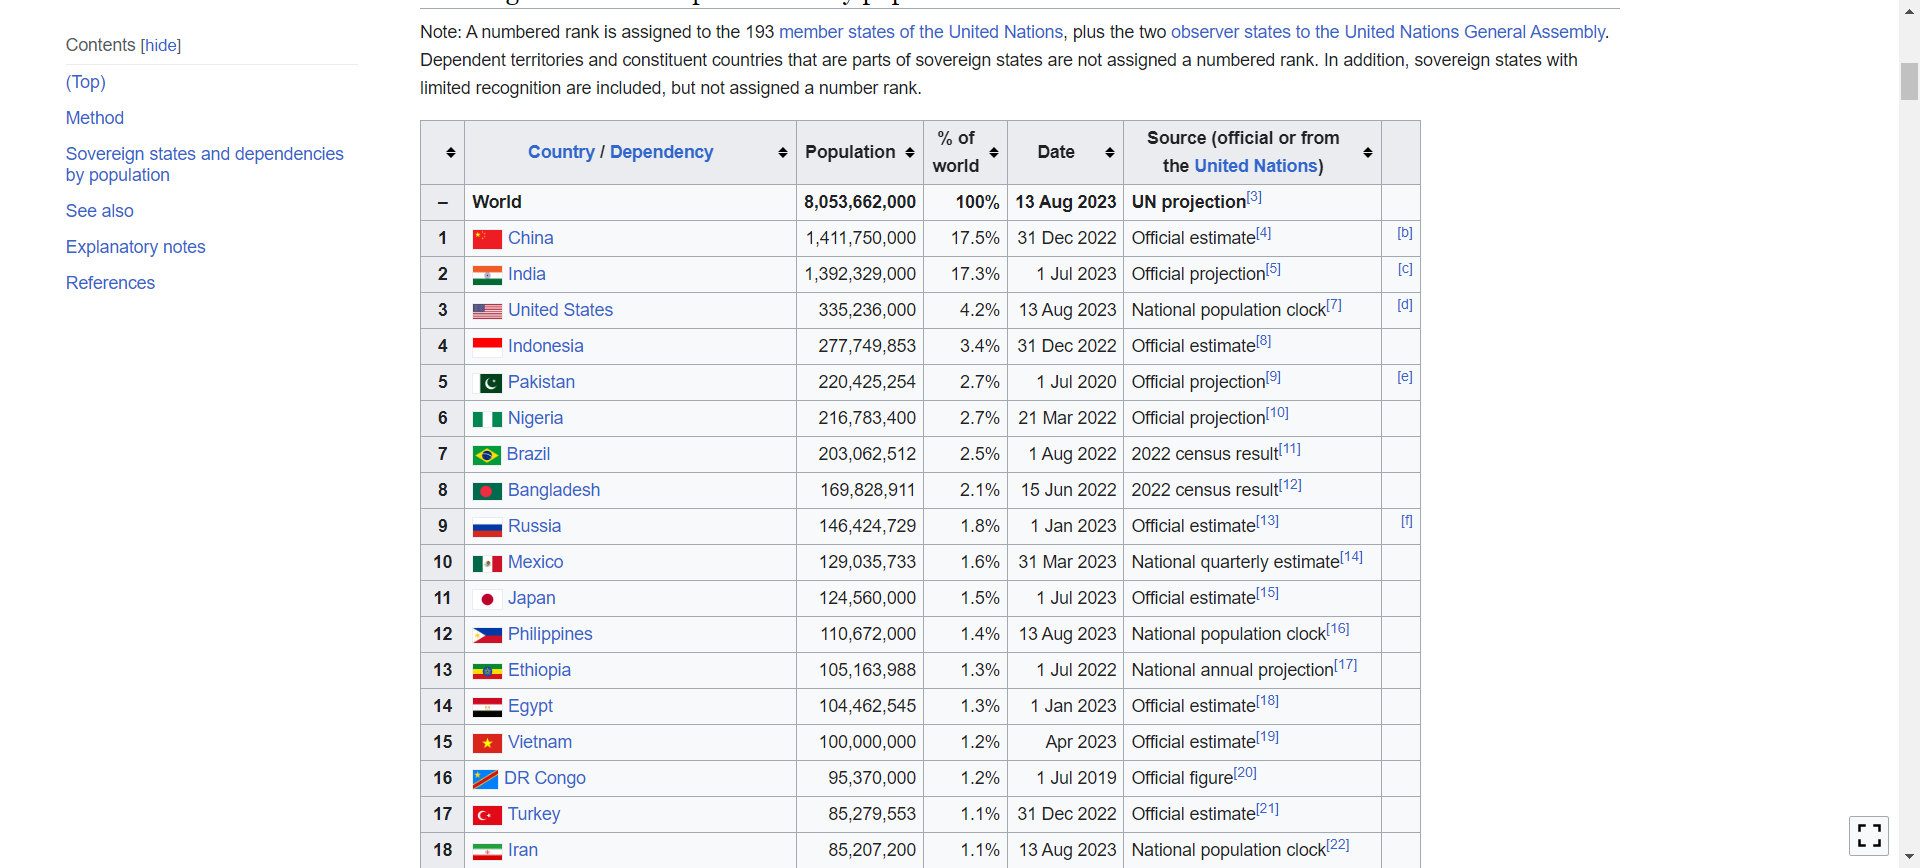 Contents [hide]
(Top)
Method
Sovereign states and dependencies
by population
See also
Explanatory notes
References
Note: A numbered rank is assigned to the 193 member states of the United Nations, plus the two observer states to the United Nations General Assembly.
Dependent territories and constituent countries that are parts of sovereign states are not assigned a numbered rank. In addition, sovereign states with
limited recognition are included, but not assigned a number rank.
Country / Dependency Population % of world Date Source (official or from the United Nations)
– World 8,053,662,000 100% 13 Aug 2023 UN projection[3]
1 China 1,411,750,000 17.5% 31 Dec 2022 Official estimate[4] [b]
2 India 1,392,329,000 17.3% 1 Jul 2023 Official projection[5] [c]
3 United States 335,236,000 4.2% 13 Aug 2023 National population clock[7] [d]
4 Indonesia 277,749,853 3.4% 31 Dec 2022 Official estimate[8]
5 Pakistan 220,425,254 2.7% 1 Jul 2020 Official projection[9] [e]
6 Nigeria 216,783,400 2.7% 21 Mar 2022 Official projection[10]
7 Brazil 203,062,512 2.5% 1 Aug 2022 2022 census result[11]
8 Bangladesh 169,828,911 2.1% 15 Jun 2022 2022 census result[12]
9 Russia 146,424,729 1.8% 1 Jan 2023 Official estimate[13] [f]
10 Mexico 129,035,733 1.6% 31 Mar 2023 National quarterly estimate[14]
11 Japan 124,560,000 1.5% 1 Jul 2023 Official estimate[15]
12 Philippines 110,672,000 1.4% 13 Aug 2023 National population clock[16]
13 Ethiopia 105,163,988 1.3% 1 Jul 2022 National annual projection[17]
14 Egypt 104,462,545 1.3% 1 Jan 2023 Official estimate[18]
15 Vietnam 100,000,000 1.2% Apr 2023 Official estimate[19]
16 DR Congo 95,370,000 1.2% 1 Jul 2019 Official figure[20]
17 Turkey 85,279,553 1.1% 31 Dec 2022 Official estimate[21]
18 Iran 85,207,200 1.1% 13 Aug 2023 National population clock[22]